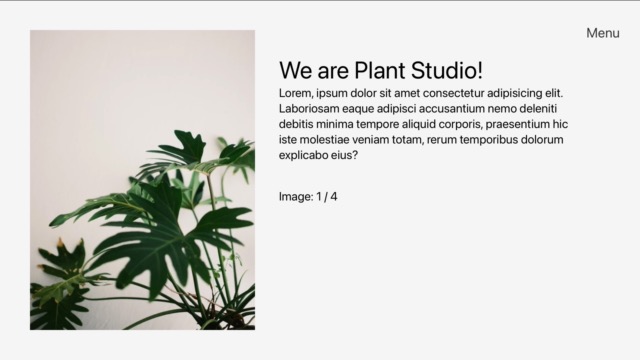 Menu
We are Plant Studio!
Lorem, ipsum dolor sit amet consectetur adipisicing elit.
Laboriosam eaque adipisci accusantium nemo deleniti
debitis minima tempore aliquid corporis, praesentium hic
iste molestiae veniam totam, rerum temporibus dolorum
explicabo eius?
Image: 1 / 4